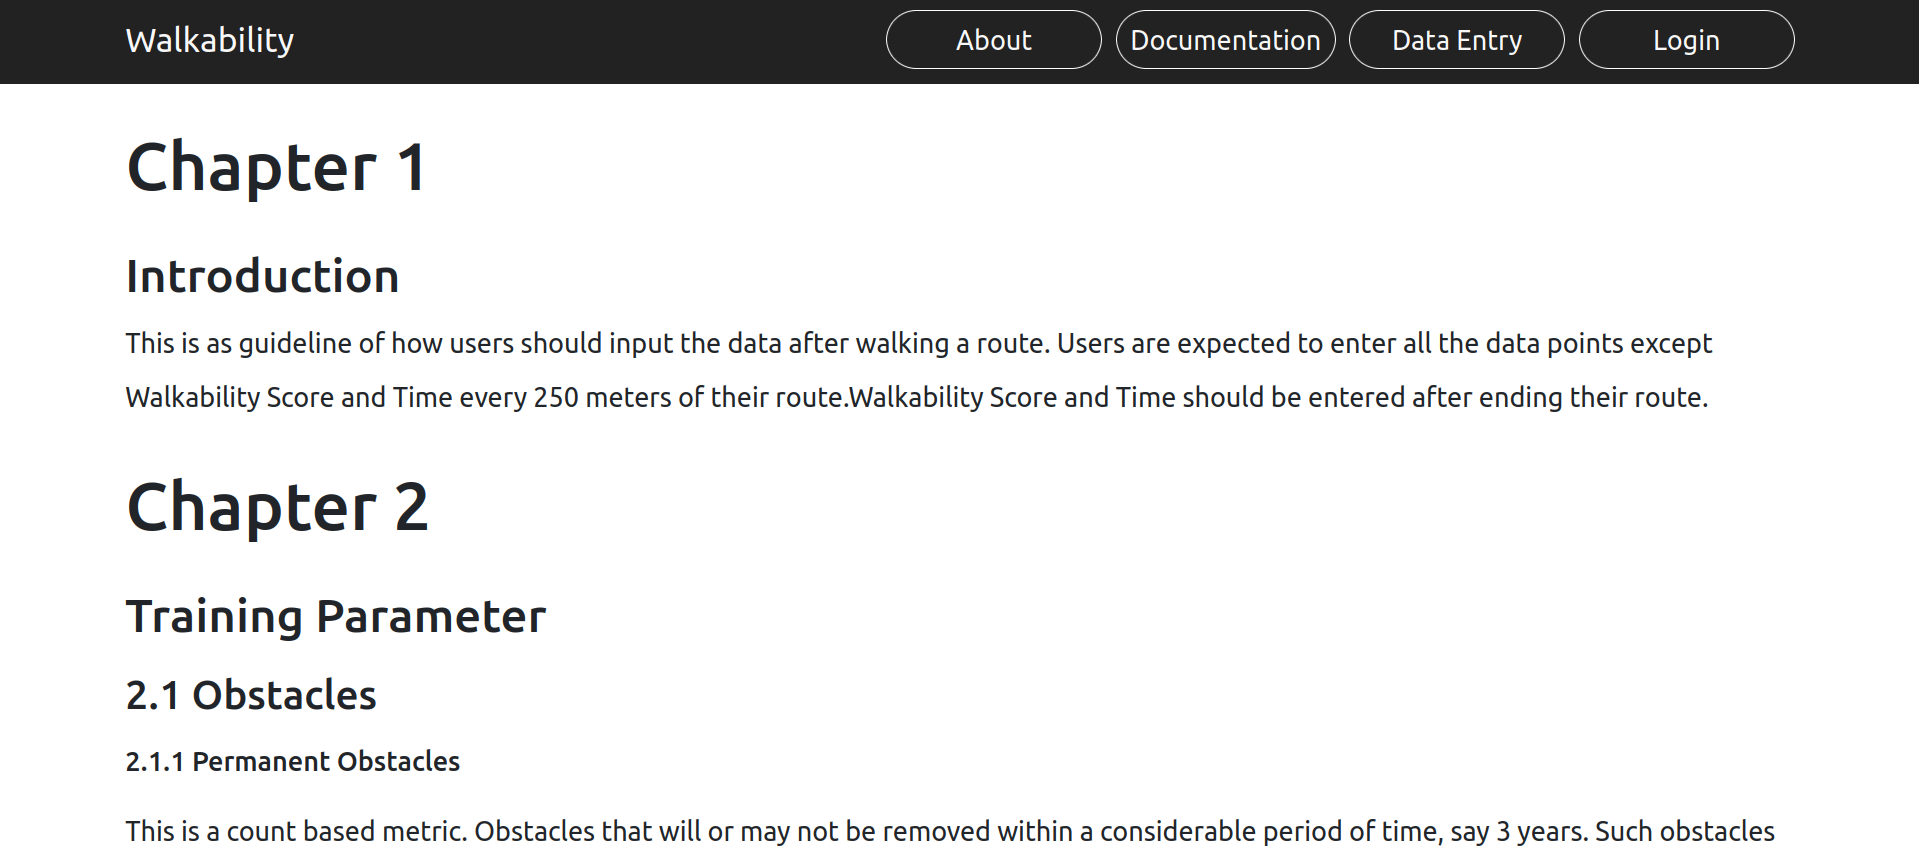 Walkability About Documentation Data Entry Login
Chapter 1
Introduction
This is as guideline of how users should input the data after walking a route. Users are expected to enter all the data points except
Walkability Score and Time every 250 meters of their route.Walkability Score and Time should be entered after ending their route.
Chapter 2
Training Parameter
2.1 Obstacles
2.1.1 Permanent Obstacles
This is a count based metric. Obstacles that will or may not be removed within a considerable period of time, say 3 years. Such obstacles